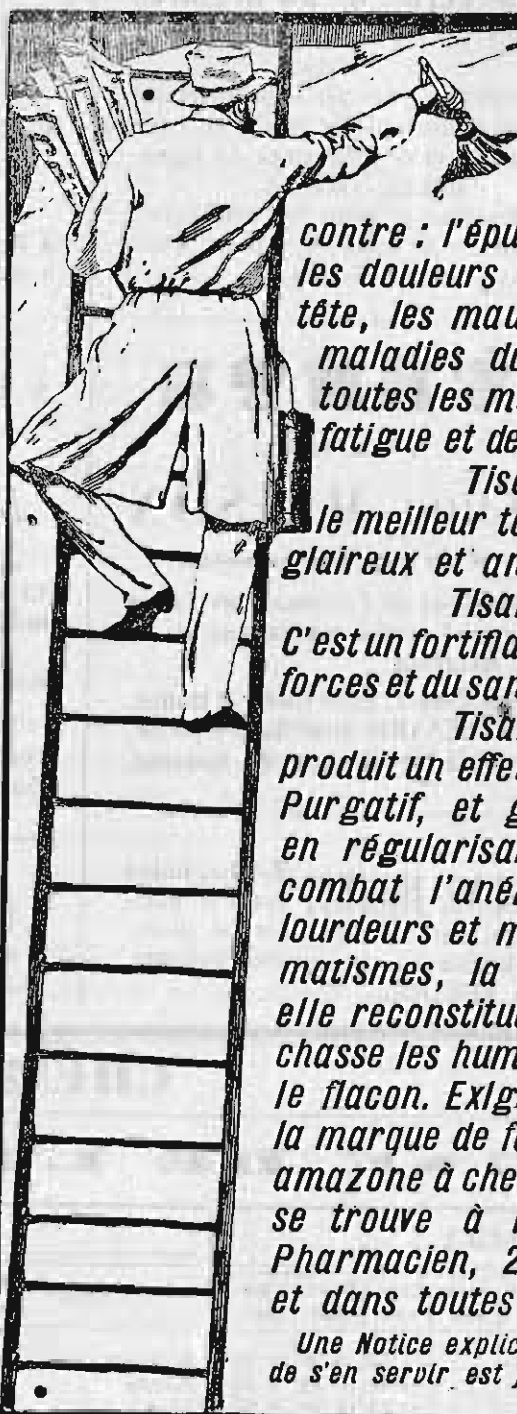 contre : l'épu
les douleurs
tête, les mau
maladies du
toutes les m
fatigue et de
Tis
le meilleur to
glaireux et an
Tisa
C'est un fortifia
forces et du san
Tisa
produit un effe
Purgatif, et g
en régularisa
combat l'ané
lourdeurs et m
matismes, la
elle reconstitu
chasse les hum
le flacon. Exig
la marque de f
amazone à che
se trouve à
Pharmacien, 2
et dans toutes
Une Notice explic
de s'en servir est